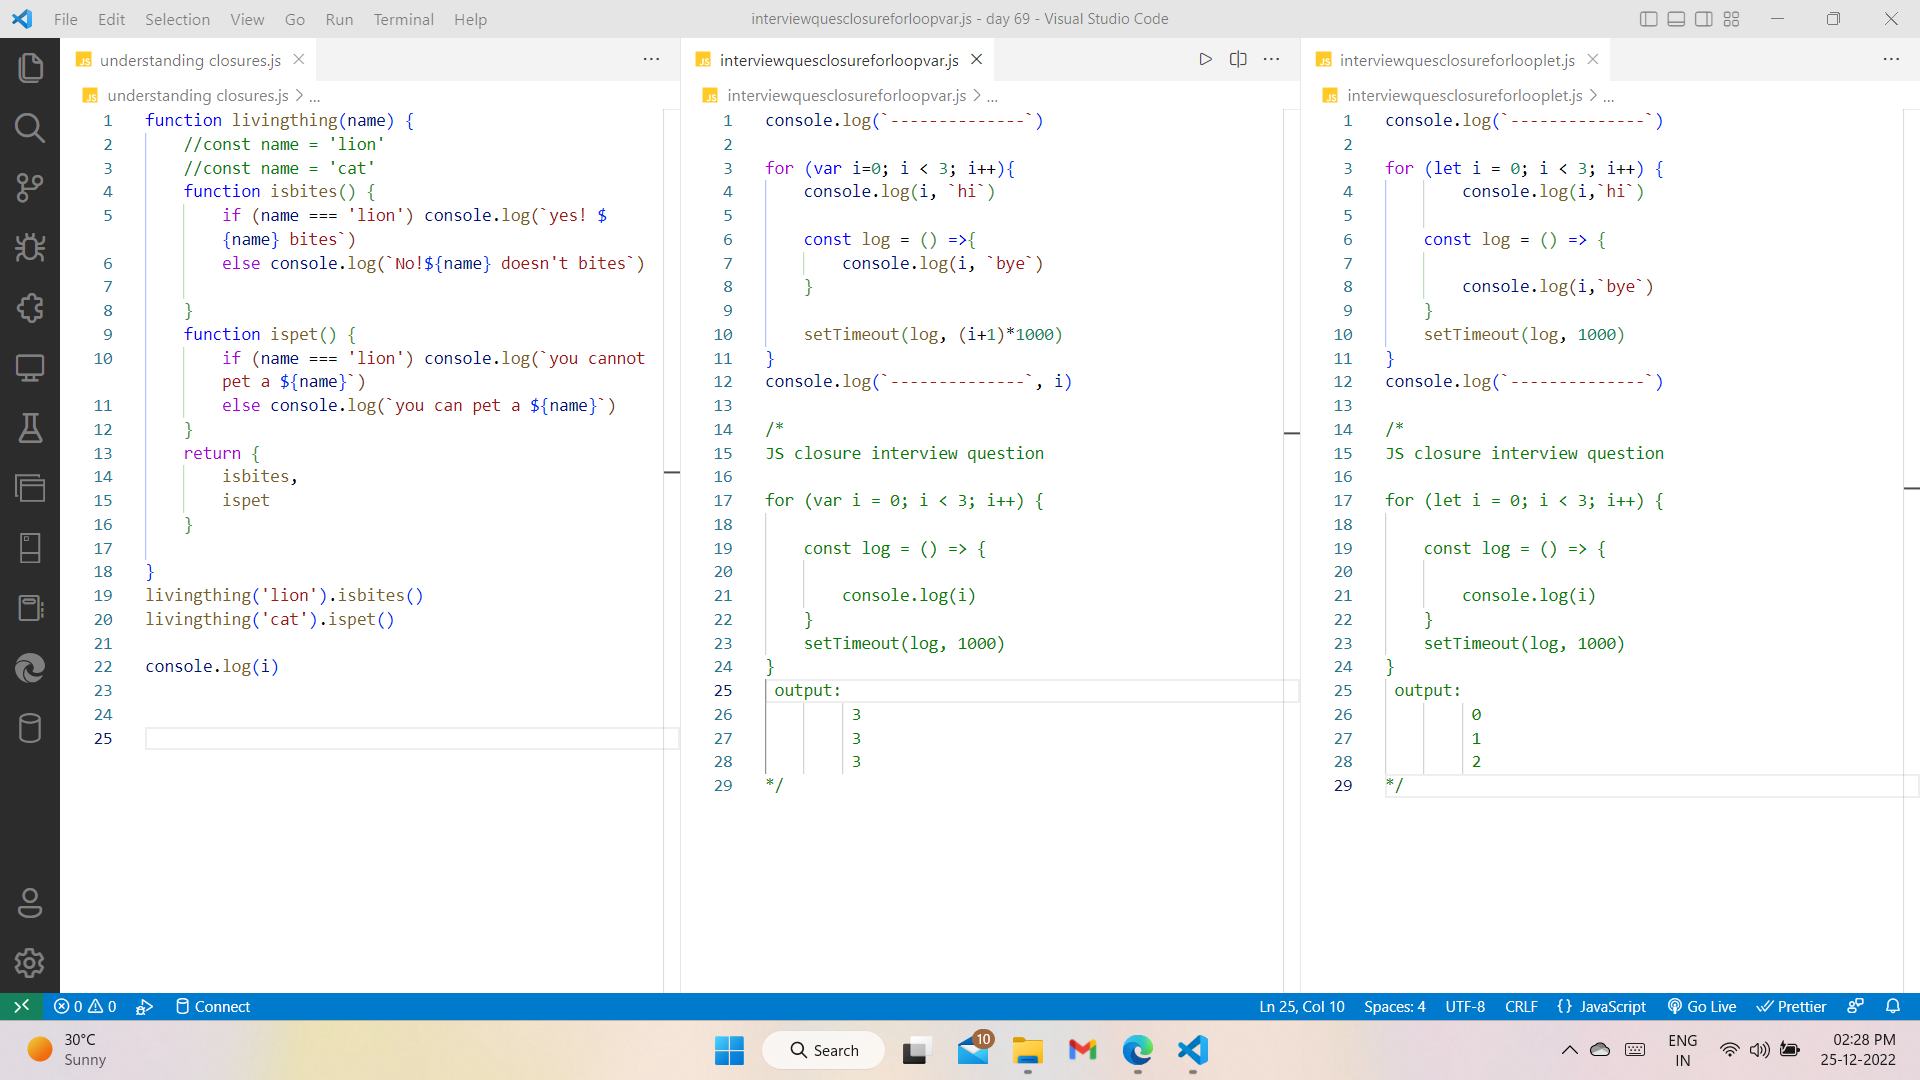 File Edit Selection View Go Run Terminal Help
interviewquesclosureforloopvar.js - day 69 - Visual Studio Code
understanding closures.js
understanding closures.js > ...
1 function livingthing(name) {
2 //const name = 'lion'
3 //const name = 'cat'
4 function isbites() {
5 if (name === 'lion') console.log(`yes! $
{name} bites`)
6 else console.log(`No!${name} doesn't bites`)
7
8 }
9 function ispet() {
10 if (name === 'lion') console.log(`you cannot
pet a ${name}`)
11 else console.log(`you can pet a ${name}`)
12 }
13 return {
14 isbites,
15 ispet
16 }
17
18 }
19 livingthing('lion').isbites()
20 livingthing('cat').ispet()
21
22 console.log(i)
23
24
25
interviewquesclosureforloopvar.js
interviewquesclosureforloopvar.js > ...
1 console.log(`--------------`)
2
3 for (var i=0; i < 3; i++){
4 console.log(i, `hi`)
5
6 const log = () =>{
7 console.log(i, `bye`)
8 }
9
10 setTimeout(log, (i+1)*1000)
11 }
12 console.log(`--------------`, i)
13
14 /*
15 JS closure interview question
16
17 for (var i = 0; i < 3; i++) {
18
19 const log = () => {
20
21 console.log(i)
22 }
23 setTimeout(log, 1000)
24 }
25 output:
26 3
27 3
28 3
29 */
interviewquesclosureforlooplet.js
interviewquesclosureforlooplet.js > ...
1 console.log(`--------------`)
2
3 for (let i = 0; i < 3; i++) {
4 console.log(i,`hi`)
5
6 const log = () => {
7
8 console.log(i,`bye`)
9 }
10 setTimeout(log, 1000)
11 }
12 console.log(`--------------`)
13
14 /*
15 JS closure interview question
16
17 for (let i = 0; i < 3; i++) {
18
19 const log = () => {
20
21 console.log(i)
22 }
23 setTimeout(log, 1000)
24 }
25 output:
26 0
27 1
28 2
29 */
0 0 Connect
Ln 25, Col 10 Spaces: 4 UTF-8 CRLF {} JavaScript Go Live Prettier
30°C
Sunny
Search
10
ENG
IN
02:28 PM
25-12-2022